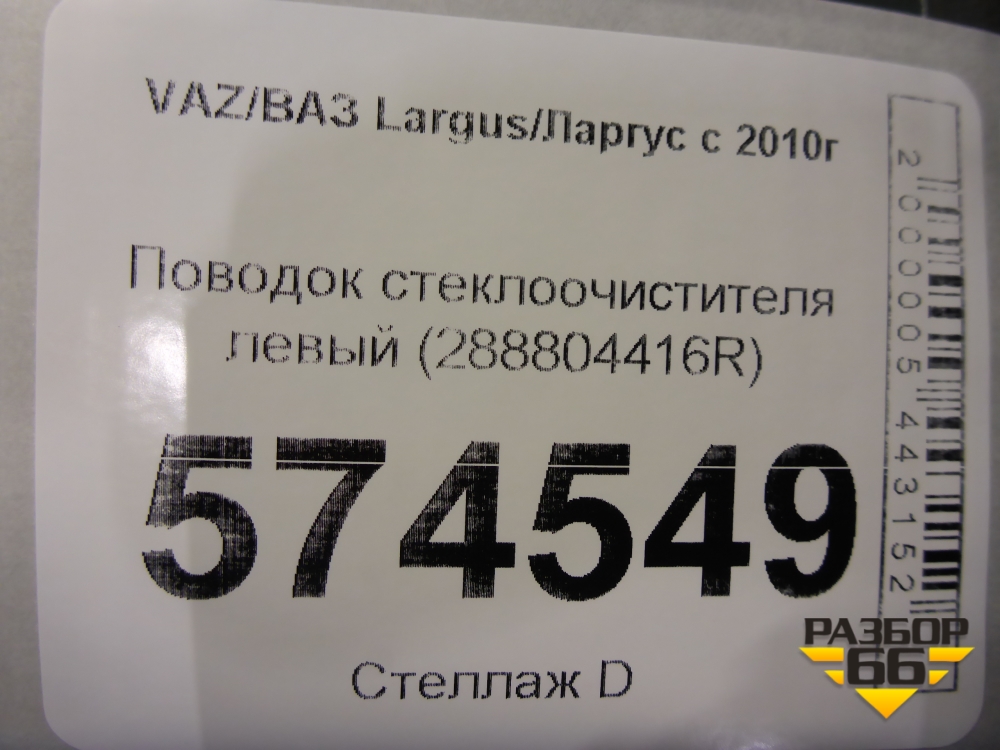 VAZ/ВАЗ Largus/Ларгус с 2010г
Поводок стеклоочистителя
левый (288804416R)
574549
Стеллаж D
2000005443152
РАЗБОР
66